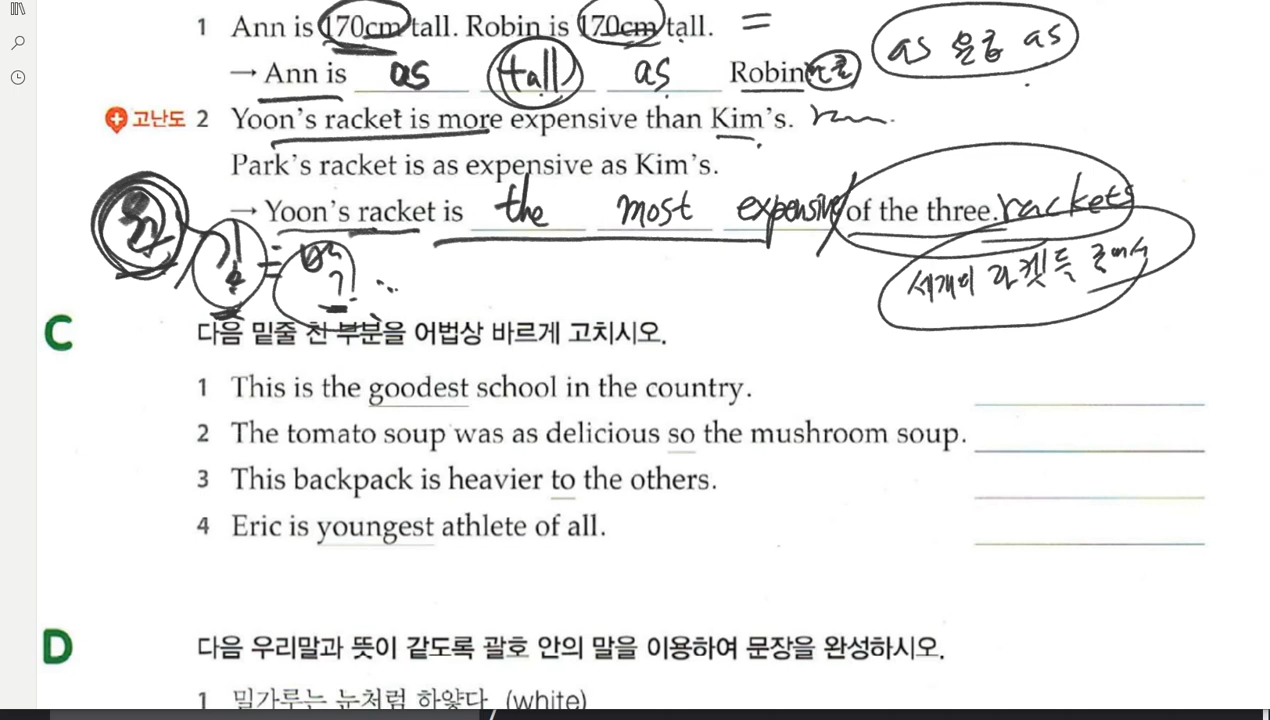 1 Ann is 170cm tall. Robin is 170cm tall. =
as 원급 as
→ Ann is as tall as Robin만큼
고난도 2 Yoon's racket is more expensive than Kim's.
Park's racket is as expensive as Kim's.
→ Yoon's racket is the most expensive of the three. rackets
세개의 라켓들 중에서
C 다음 밑줄 친 부분을 어법상 바르게 고치시오.
1 This is the goodest school in the country.
2 The tomato soup was as delicious so the mushroom soup.
3 This backpack is heavier to the others.
4 Eric is youngest athlete of all.
D 다음 우리말과 뜻이 같도록 괄호 안의 말을 이용하여 문장을 완성하시오.
1 밀가루는 눈처럼 하얗다. (white)